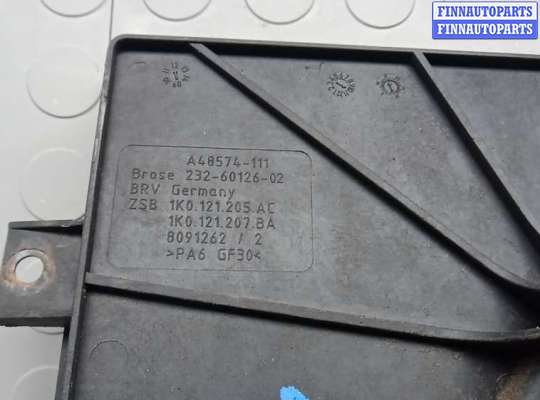 FINNAUTOPARTS
FINNAUTOPARTS
A48574-111
Brose 232-60126-02
BRV Germany
ZSB 1K0.121.205.AC
1K0.121.207.BA
8091262 / 2
>PA6 GF30<